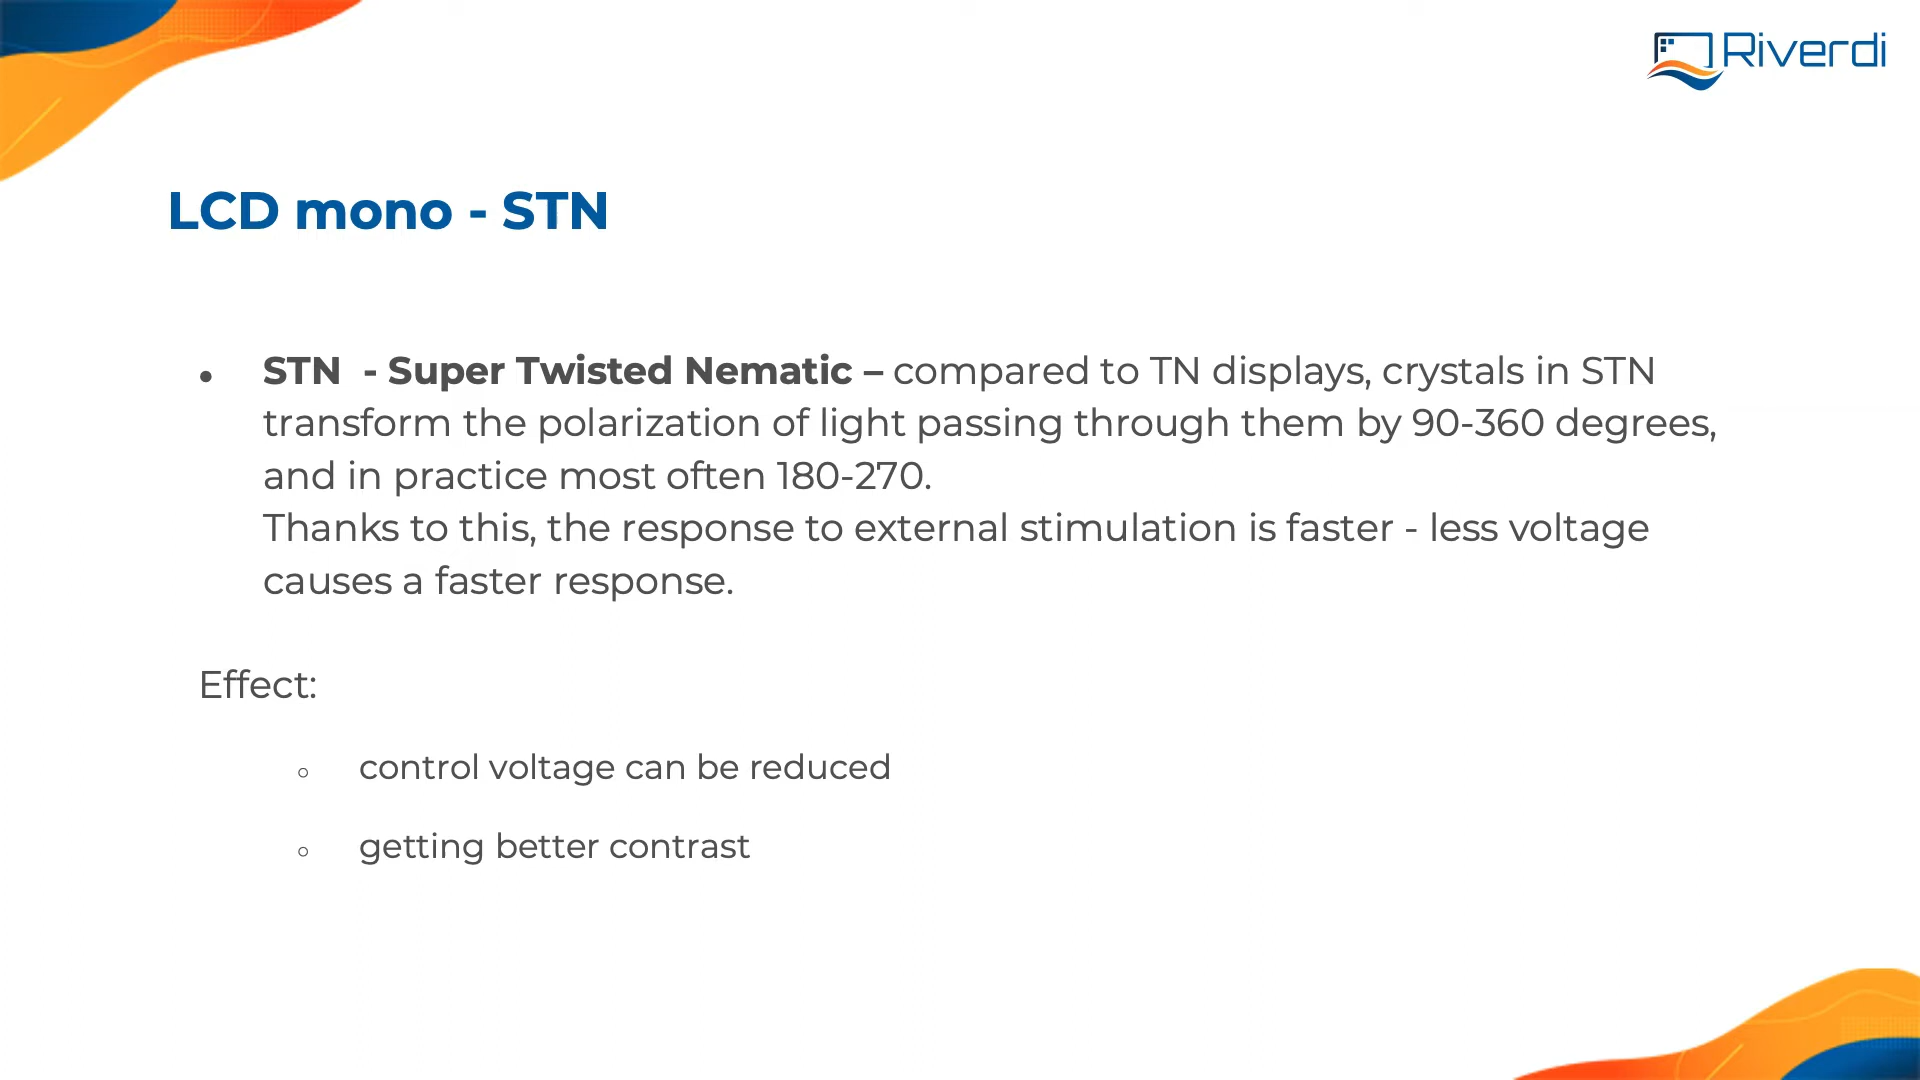 Riverdi
LCD mono - STN
• STN - Super Twisted Nematic – compared to TN displays, crystals in STN
transform the polarization of light passing through them by 90-360 degrees,
and in practice most often 180-270.
Thanks to this, the response to external stimulation is faster - less voltage
causes a faster response.
Effect:
○ control voltage can be reduced
○ getting better contrast